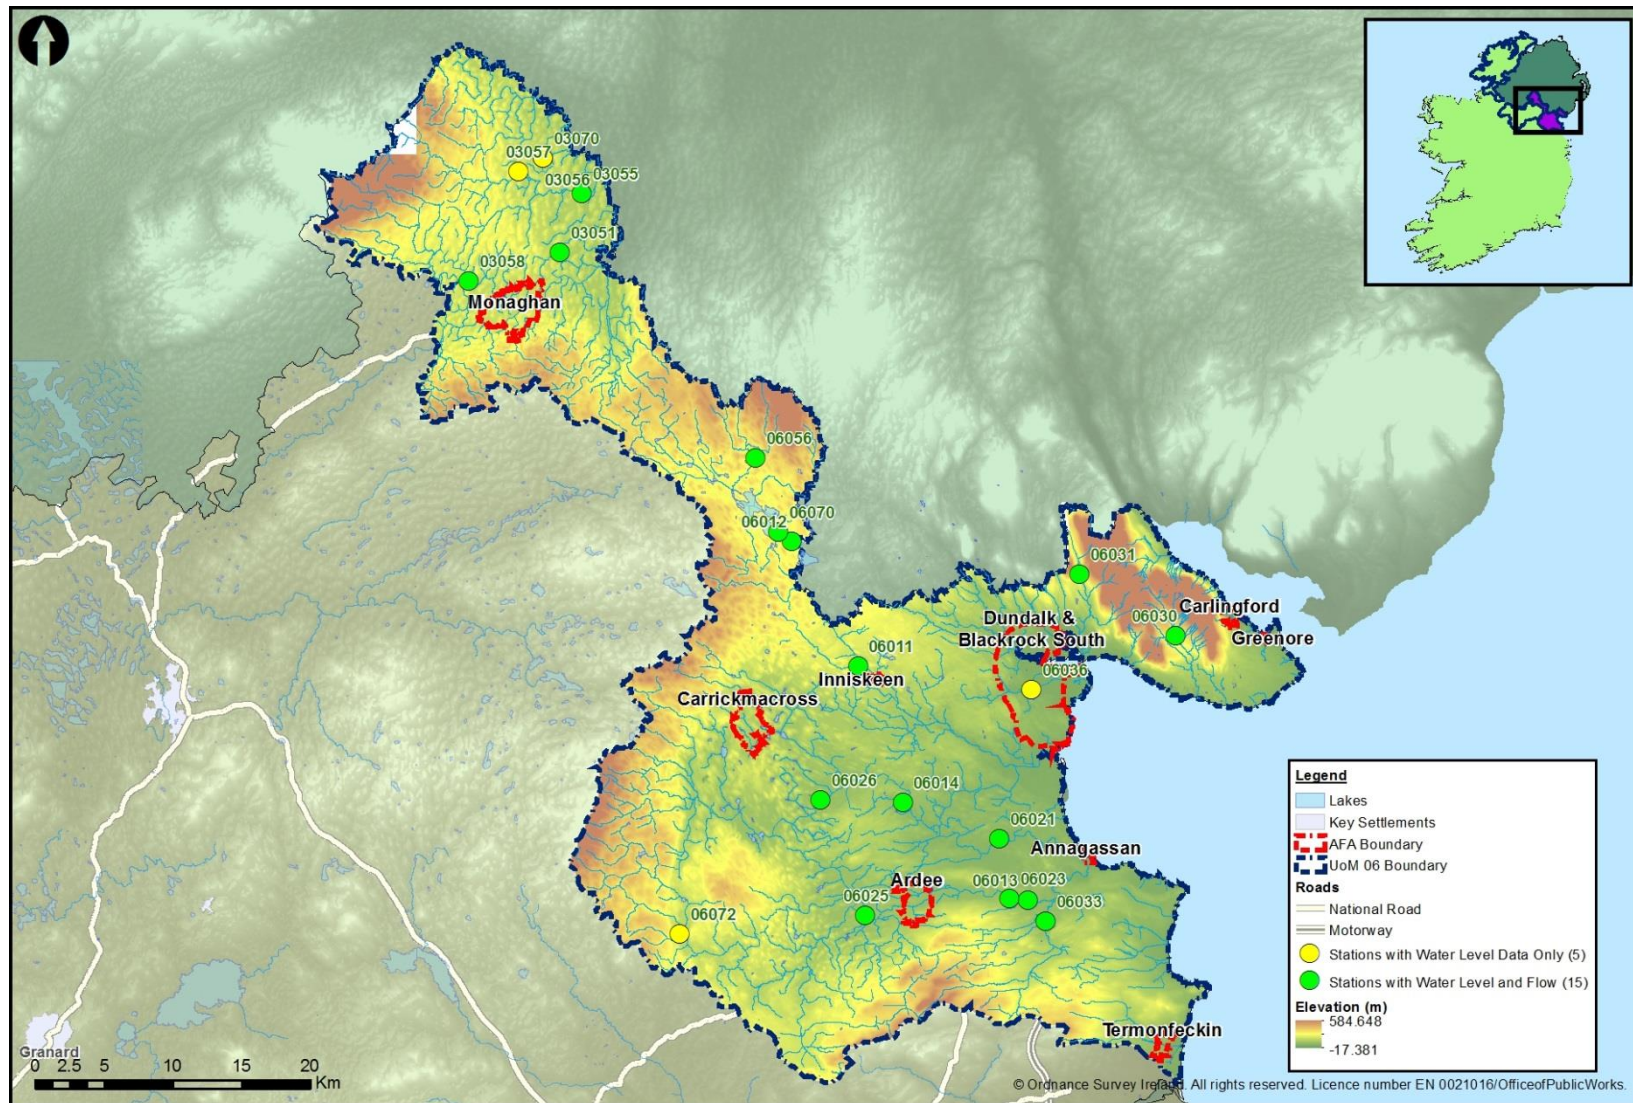 03070
03057
03055
03056
03051
03058
Monaghan
06056
06070
06012
06031
Carlingford
Dundalk &
06030
Blackrock South
Greenore
06011
06036
Inniskeen
Carrickmacross
06026
06014
06021
Annagassan
Ardee
06013
06023
06025
06033
06072
Termonfeckin
Granard
0 2.5 5 10 15 20
Km
Legend
Lakes
Key Settlements
AFA Boundary
UoM 06 Boundary
Roads
National Road
Motorway
Stations with Water Level Data Only (5)
Stations with Water Level and Flow (15)
Elevation (m)
584.648
-17.381
© Ordnance Survey Ireland. All rights reserved. Licence number EN 0021016/OfficeofPublicWorks.